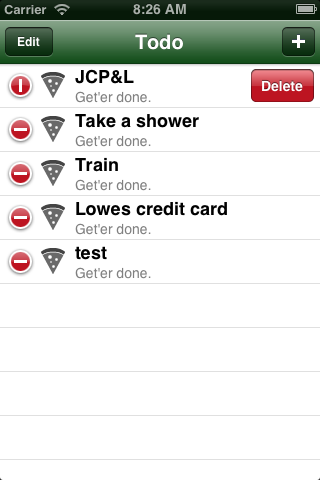 Carrier 8:26 AM
Edit Todo +
JCP&L
Get'er done.
Delete
Take a shower
Get'er done.
Train
Get'er done.
Lowes credit card
Get'er done.
test
Get'er done.